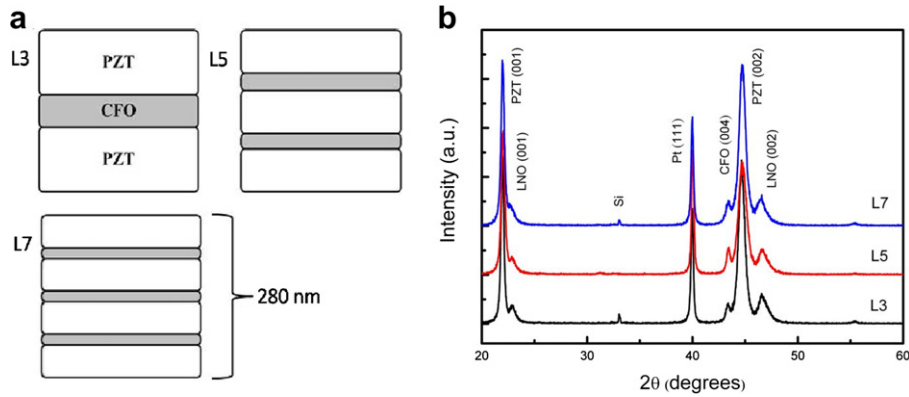 a
L3
PZT
CFO
PZT
L5
L7
280 nm
b
Intensity (a.u.)
PZT (001)
LNO (001)
Si
Pt (111)
CFO (004)
PZT (002)
LNO (002)
L7
L5
L3
20 30 40 50 60
2θ (degrees)